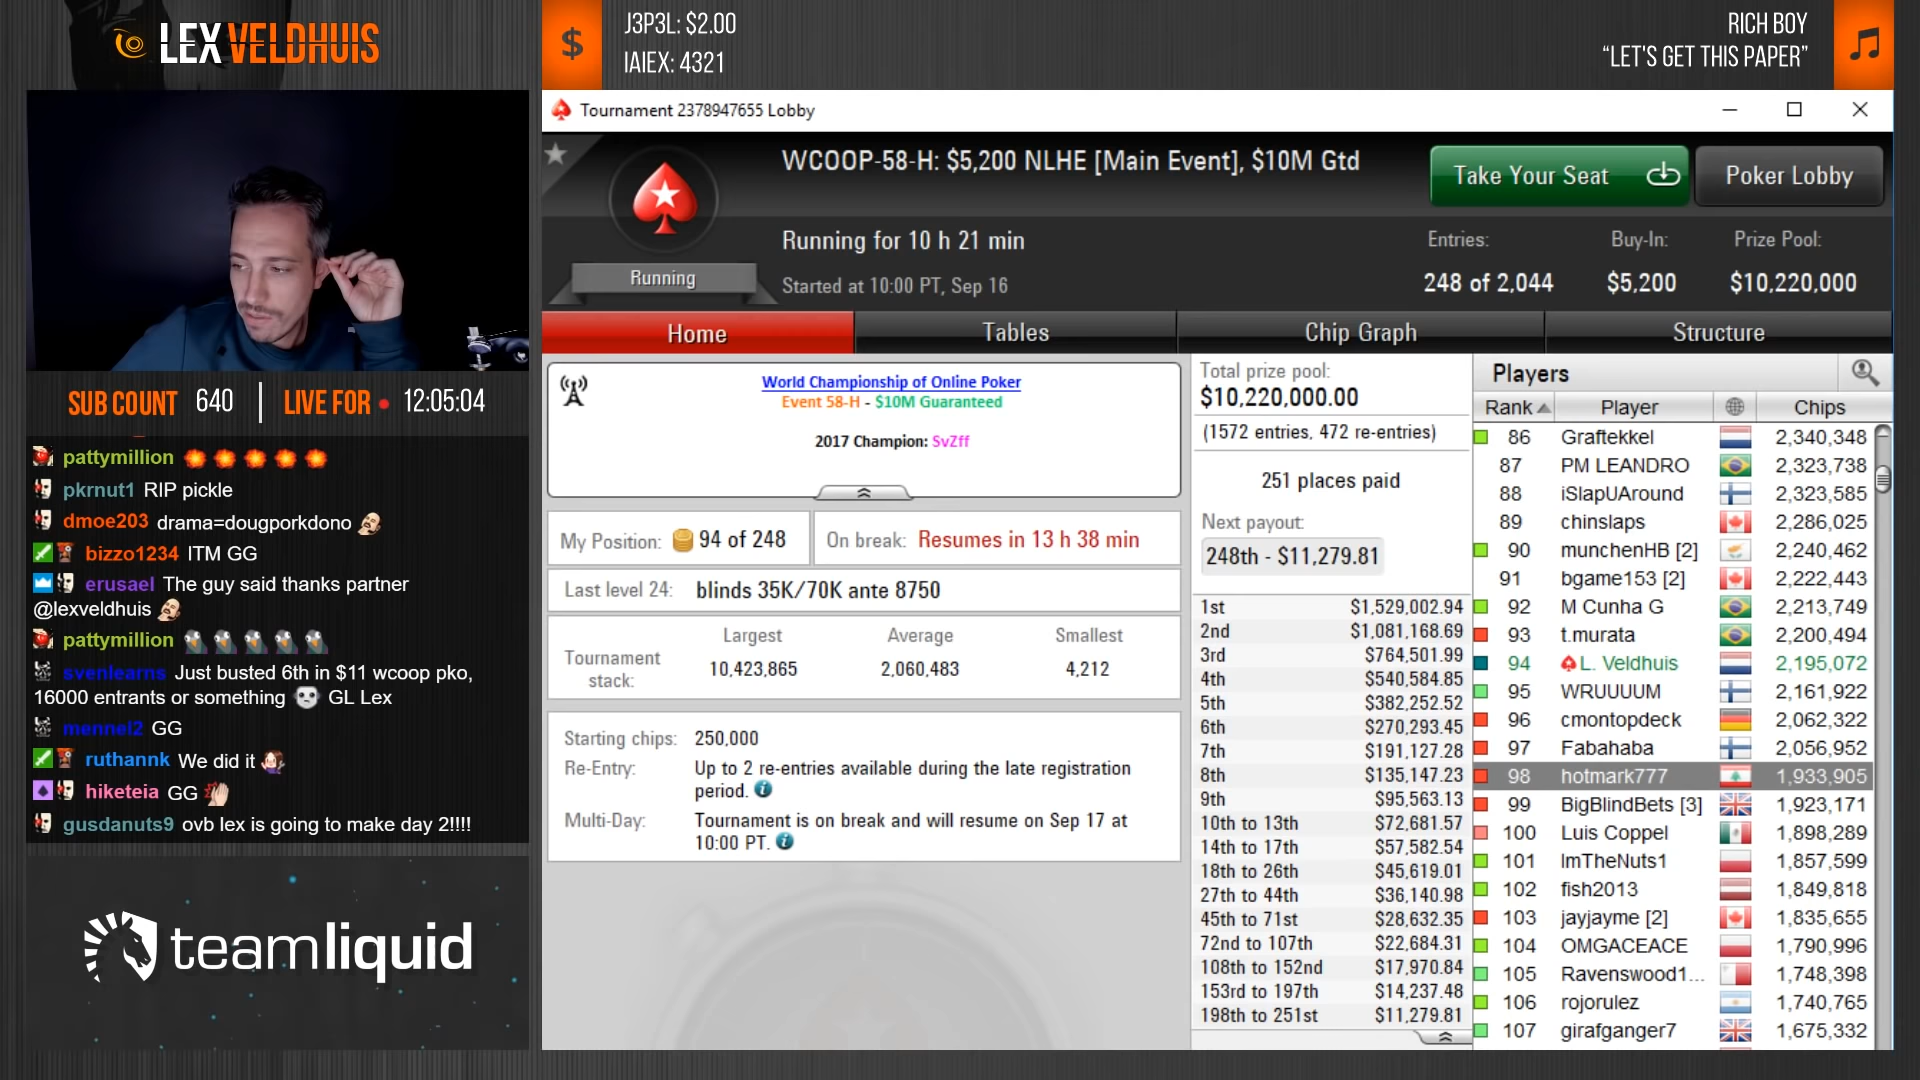 LEX VELDHUIS
$
J3P3L: $2.00
IAIEX: 4321
RICH BOY
“LET'S GET THIS PAPER”
SUB COUNT 640 | LIVE FOR 12:05:04
pattymillion
pkrnut1 RIP pickle
dmoe203 drama=dougporkdono
bizzo1234 ITM GG
erusael The guy said thanks partner
@lexveldhuis
pattymillion
svenlearns Just busted 6th in $11 wcoop pko,
16000 entrants or something GL Lex
mennel2 GG
ruthannk We did it
hiketeia GG
gusdanuts9 ovb lex is going to make day 2!!!!
teamliquid
Tournament 2378947655 Lobby
WCOOP-58-H: $5,200 NLHE [Main Event], $10M Gtd
Take Your Seat
Poker Lobby
Running
Running for 10 h 21 min
Started at 10:00 PT, Sep 16
Entries: Buy-In: Prize Pool:
248 of 2,044 $5,200 $10,220,000
Home Tables Chip Graph Structure
World Championship of Online Poker
Event 58-H - $10M Guaranteed
2017 Champion: SvZff
My Position: 94 of 248
On break: Resumes in 13 h 38 min
Last level 24: blinds 35K/70K ante 8750
Largest Average Smallest
Tournament stack: 10,423,865 2,060,483 4,212
Starting chips: 250,000
Re-Entry: Up to 2 re-entries available during the late registration
period.
Multi-Day: Tournament is on break and will resume on Sep 17 at
10:00 PT.
Total prize pool:
$10,220,000.00
(1572 entries, 472 re-entries)
251 places paid
Next payout:
248th - $11,279.81
1st $1,529,002.94
2nd $1,081,168.69
3rd $764,501.99
4th $540,584.85
5th $382,252.52
6th $270,293.45
7th $191,127.28
8th $135,147.23
9th $95,563.13
10th to 13th $72,681.57
14th to 17th $57,582.54
18th to 26th $45,619.01
27th to 44th $36,140.98
45th to 71st $28,632.35
72nd to 107th $22,684.31
108th to 152nd $17,970.84
153rd to 197th $14,237.48
198th to 251st $11,279.81
Players
Rank Player Chips
86 Graftekkel 2,340,348
87 PM LEANDRO 2,323,738
88 iSlapUAround 2,323,585
89 chinslaps 2,286,025
90 munchenHB [2] 2,240,462
91 bgame153 [2] 2,222,443
92 M Cunha G 2,213,749
93 t.murata 2,200,494
94 L. Veldhuis 2,195,072
95 WRUUUUM 2,161,922
96 cmontopdeck 2,062,322
97 Fabahaba 2,056,952
98 hotmark777 1,933,905
99 BigBlindBets [3] 1,923,171
100 Luis Coppel 1,898,289
101 ImTheNuts1 1,857,599
102 fish2013 1,849,818
103 jayjayme [2] 1,835,655
104 OMGACEACE 1,790,996
105 Ravenswood1... 1,748,398
106 rojorulez 1,740,765
107 girafganger7 1,675,332